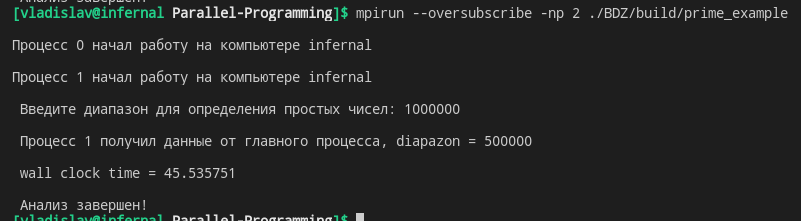 Анализ завершен!
[vladislav@infernal Parallel-Programming]$ mpirun --oversubscribe -np 2 ./BDZ/build/prime_example
Процесс 0 начал работу на компьютере infernal
Процесс 1 начал работу на компьютере infernal
Введите диапазон для определения простых чисел: 1000000
Процесс 1 получил данные от главного процесса, diapazon = 500000
wall clock time = 45.535751
Анализ завершен!
[vladislav@infernal Parallel-Programming]$